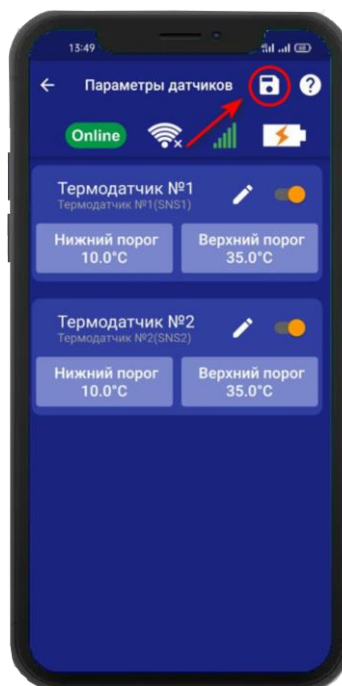 13:49
Параметры датчиков
?
Online
Термодатчик №1
Термодатчик №1(SNS1)
Нижний порог Верхний порог
10.0°C 35.0°C
Термодатчик №2
Термодатчик №2(SNS2)
Нижний порог Верхний порог
10.0°C 35.0°C